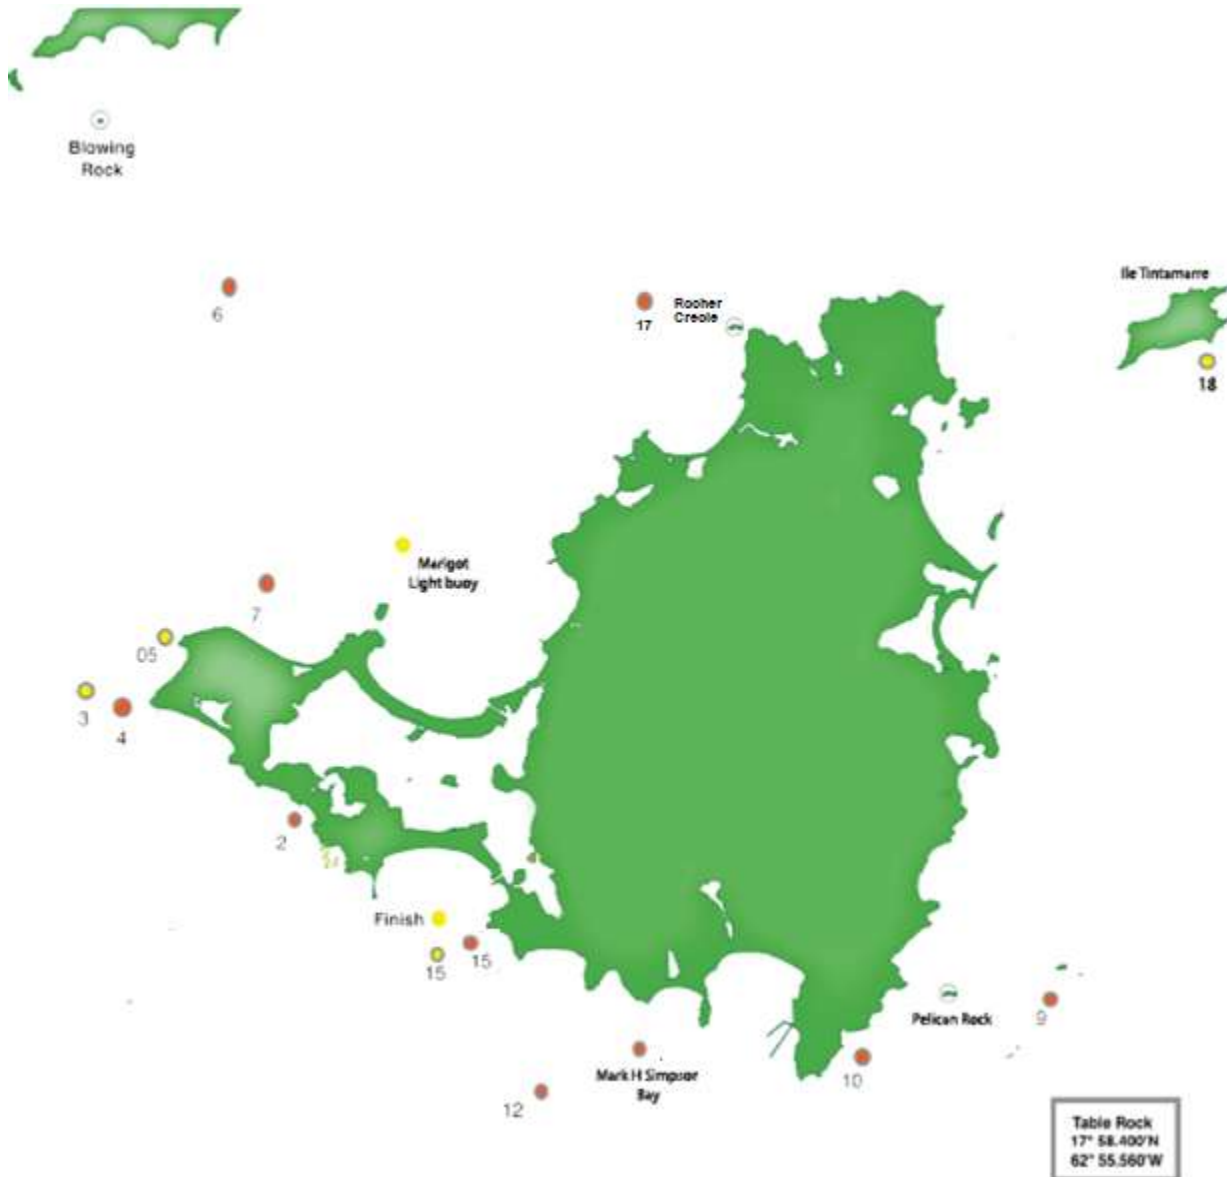 Blowing
Rock
6
17
Rocher
Creole
Ile Tintamarre
18
Marigot
Light buoy
7
05
3
4
2
Finish
15
15
Pelican Rock
9
Mark H Simpson
Bay
10
12
Table Rock
17° 58.400'N
62° 55.560'W